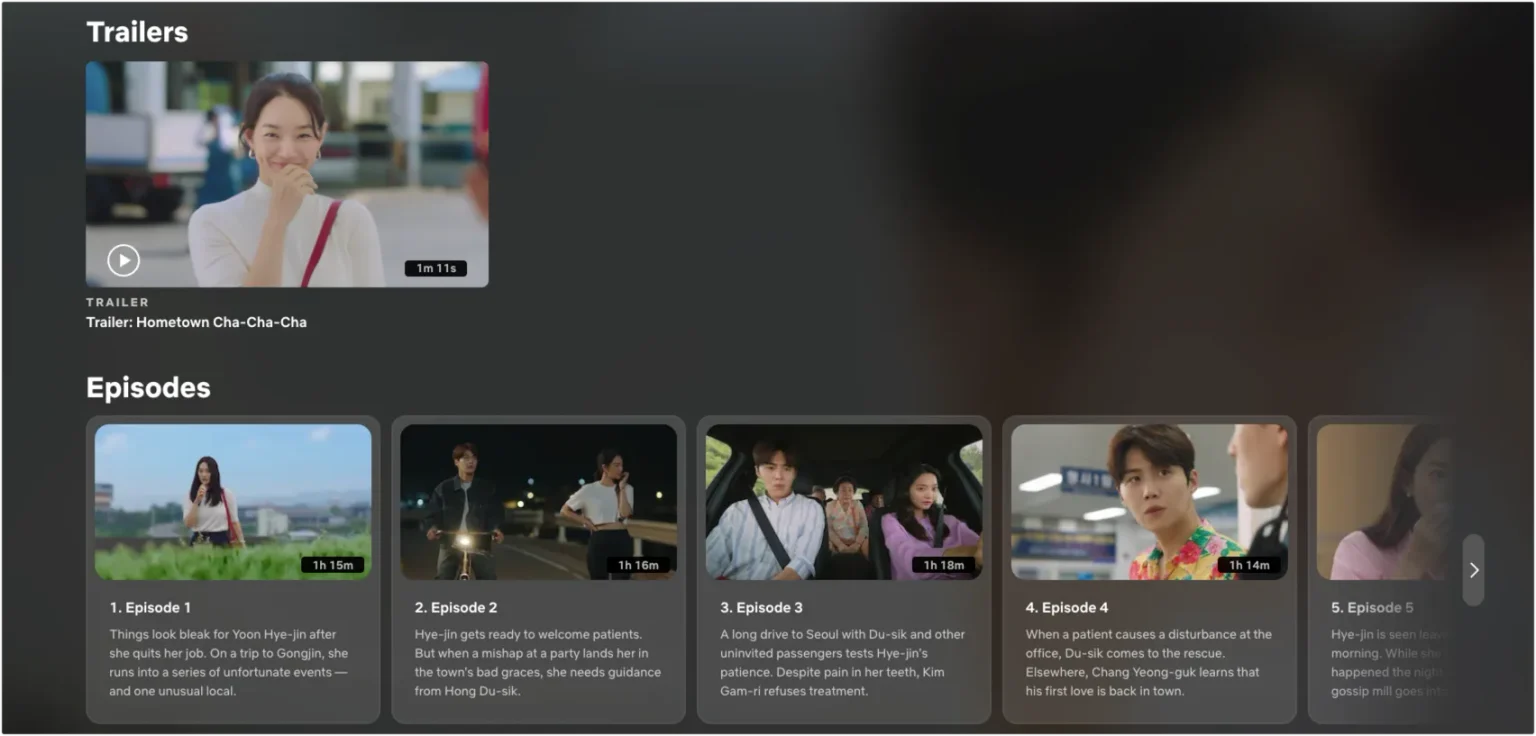 Trailers
1m 11s
TRAILER
Trailer: Hometown Cha-Cha-Cha
Episodes
1h 15m
1. Episode 1
Things look bleak for Yoon Hye-jin after
she quits her job. On a trip to Gongjin, she
runs into a series of unfortunate events —
and one unusual local.
1h 16m
2. Episode 2
Hye-jin gets ready to welcome patients.
But when a mishap at a party lands her in
the town's bad graces, she needs guidance
from Hong Du-sik.
1h 18m
3. Episode 3
A long drive to Seoul with Du-sik and other
uninvited passengers tests Hye-jin's
patience. Despite pain in her teeth, Kim
Gam-ri refuses treatment.
1h 14m
4. Episode 4
When a patient causes a disturbance at the
office, Du-sik comes to the rescue.
Elsewhere, Chang Yeong-guk learns that
his first love is back in town.
5. Episode 5
Hye-jin is seen
morning. While she
happened the night
gossip mill goes